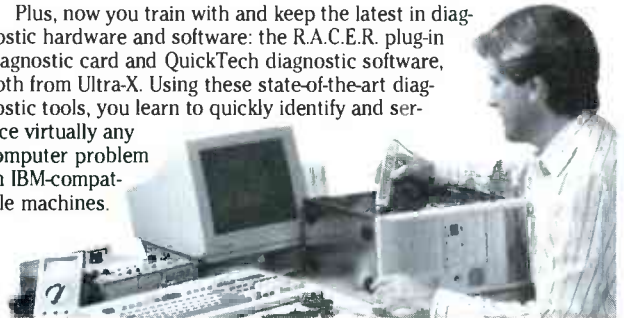 Plus, now you train with and keep the latest in diag-
ostic hardware and software: the R.A.C.E.R. plug-in
agnostic card and QuickTech diagnostic software,
oth from Ultra-X. Using these state-of-the-art diag-
ostic tools, you learn to quickly identify and ser-
ce virtually any
omputer problem
n IBM-compat-
le machines.